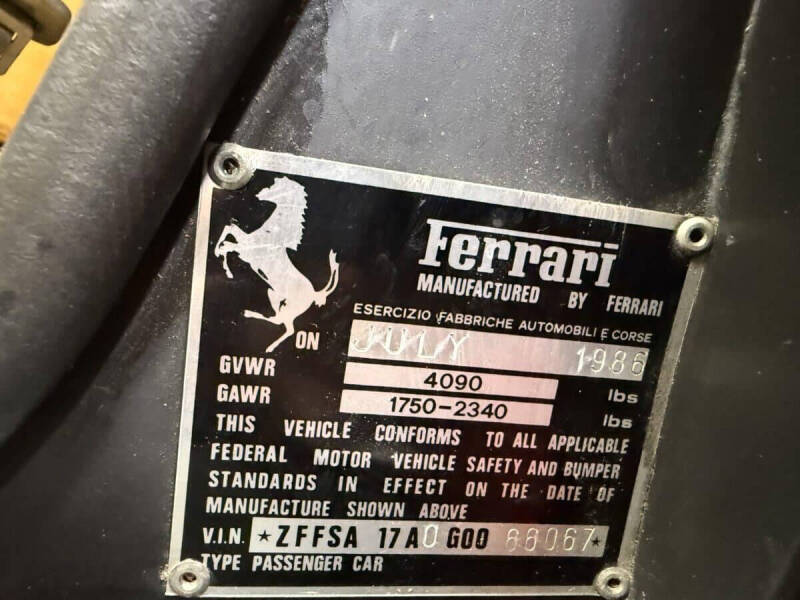 Ferrari
MANUFACTURED BY FERRARI
ESERCIZIO FABBRICHE AUTOMOBILI E CORSE
ON JULY 1986
GVWR 4090 lbs
GAWR 1750-2340 lbs
THIS VEHICLE CONFORMS TO ALL APPLICABLE
FEDERAL MOTOR VEHICLE SAFETY AND BUMPER
STANDARDS IN EFFECT ON THE DATE OF
MANUFACTURE SHOWN ABOVE
V.I.N. *ZFFSA 17A0G00 66067*
TYPE PASSENGER CAR